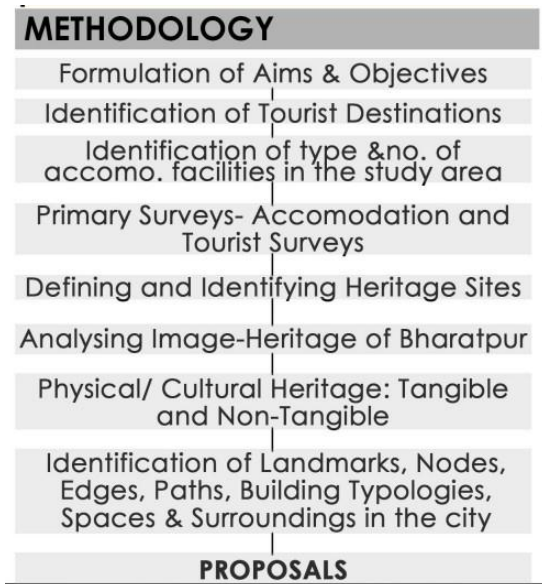 METHODOLOGY
Formulation of Aims & Objectives
Identification of Tourist Destinations
Identification of type &no. of
accomo. facilities in the study area
Primary Surveys- Accomodation and
Tourist Surveys
Defining and Identifying Heritage Sites
Analysing Image-Heritage of Bharatpur
Physical/ Cultural Heritage: Tangible
and Non-Tangible
Identification of Landmarks, Nodes,
Edges, Paths, Building Typologies,
Spaces & Surroundings in the city
PROPOSALS